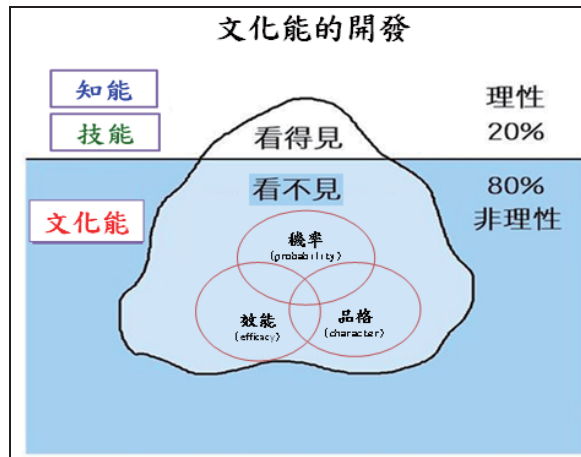 文化能的開發
知能
技能
看得見
理性
20%
看不見
80%
非理性
文化能
機率
(probability)
效能
(efficacy)
品格
(character)